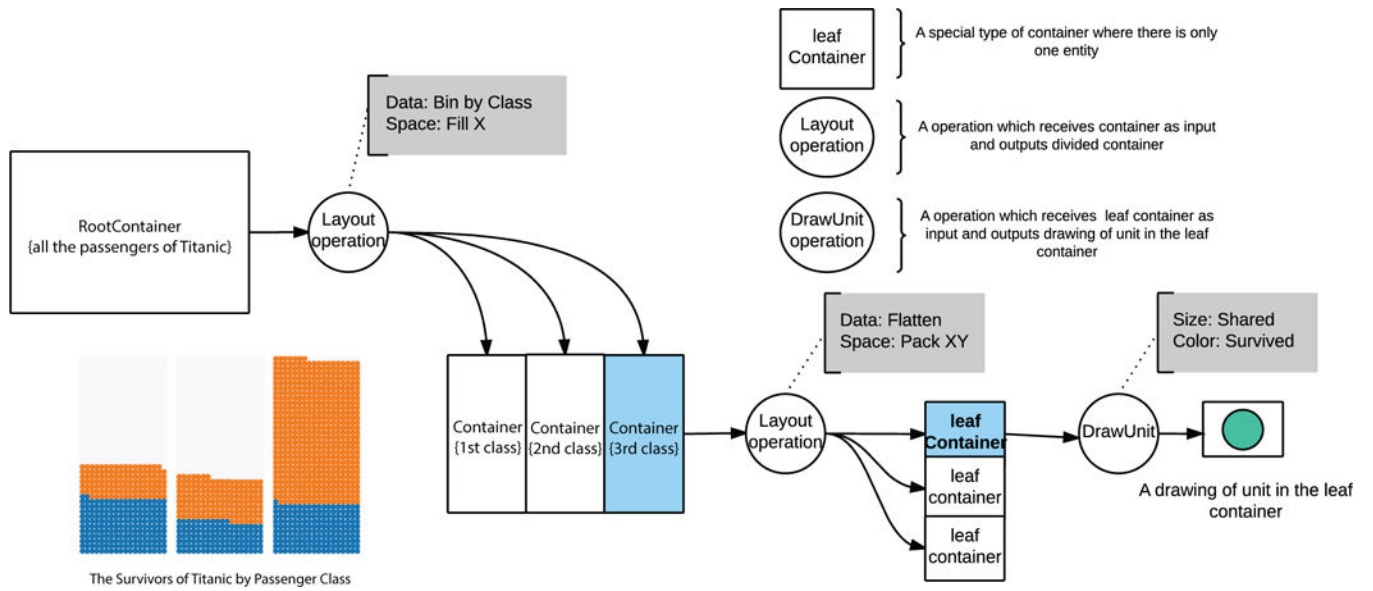 leaf
Container
A special type of container where there is only
one entity
Data: Bin by Class
Space: Fill X
Layout
operation
A operation which receives container as input
and outputs divided container
RootContainer
{all the passengers of Titanic}
Layout
operation
DrawUnit
operation
A operation which receives  leaf container as
input and outputs drawing of unit in the leaf
container
Data: Flatten
Space: Pack XY
Size: Shared
Color: Survived
Container
{1st class}
Container
{2nd class}
Container
{3rd class}
Layout
operation
leaf
Container
leaf
container
leaf
container
DrawUnit
A drawing of unit in the leaf
container
The Survivors of Titanic by Passenger Class